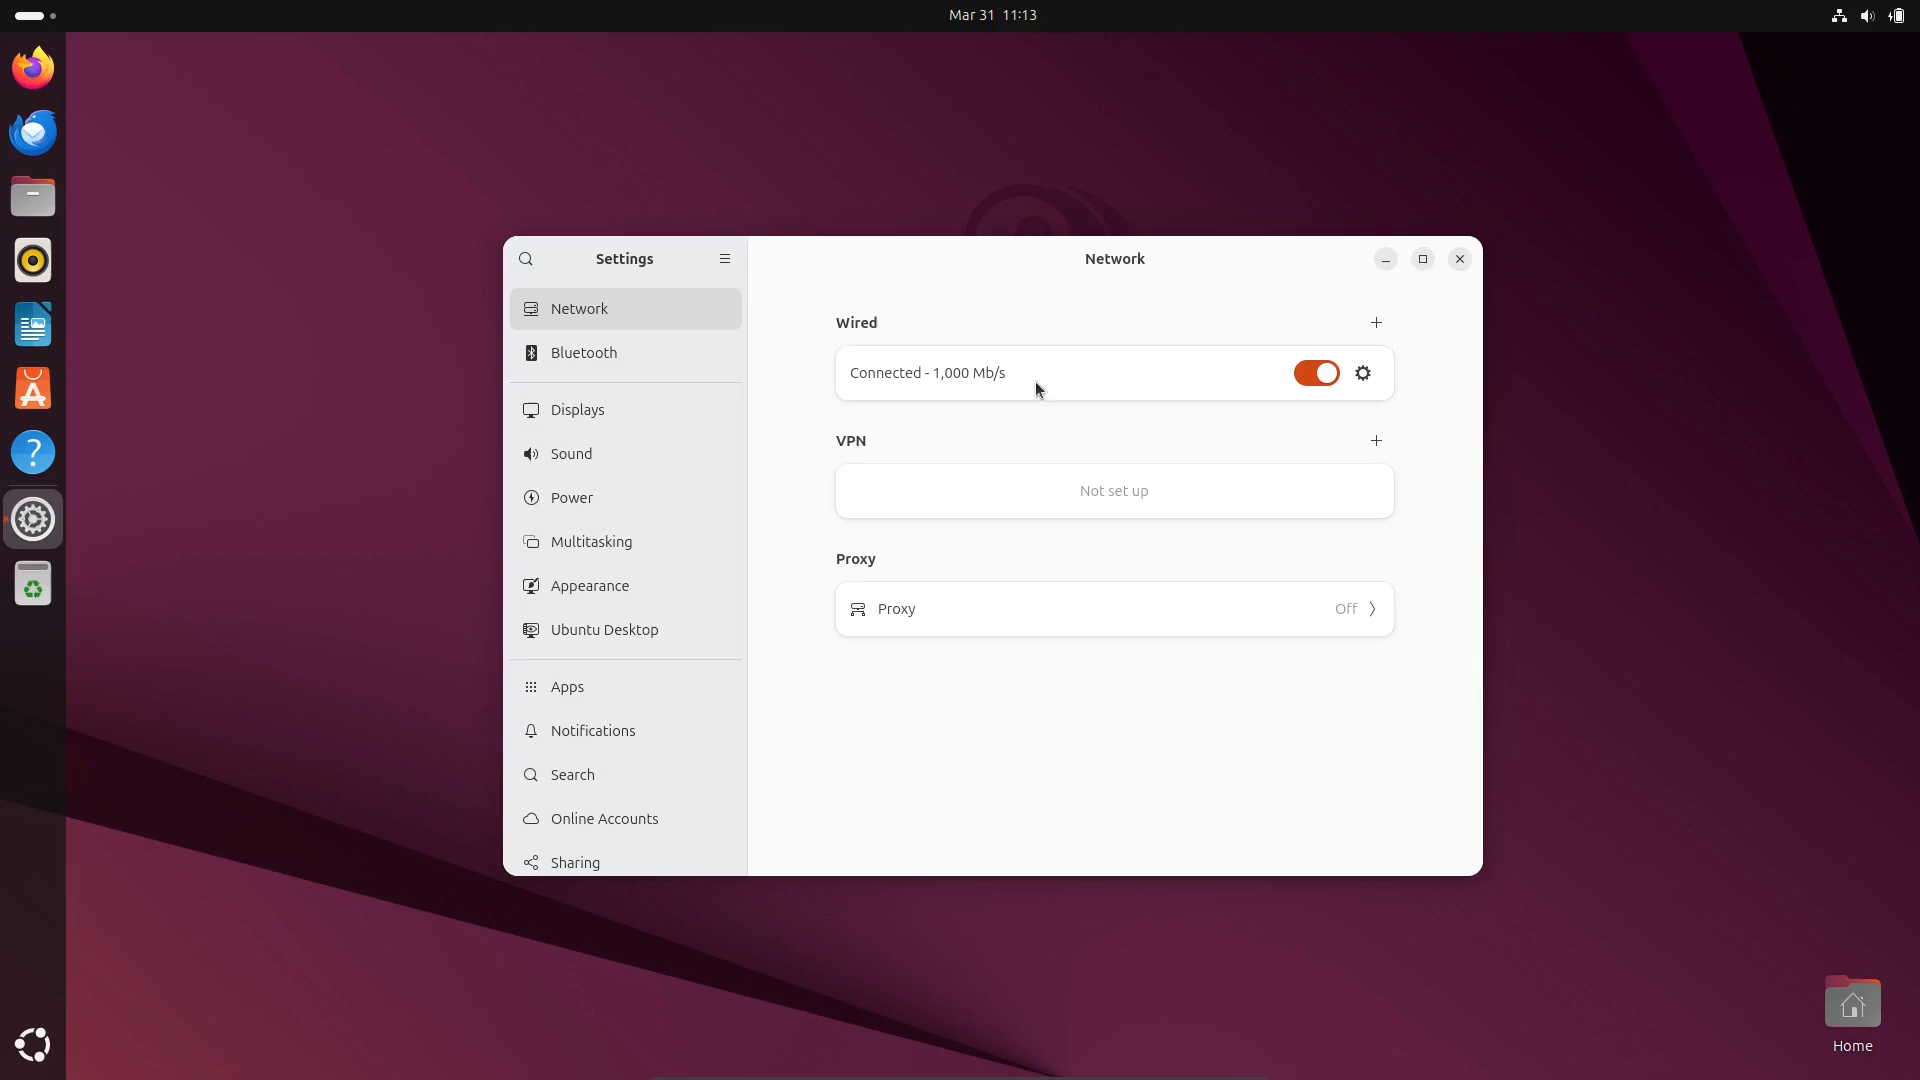 Mar 31 11:13
Settings
Network
Network
Bluetooth
Displays
Sound
Power
Multitasking
Appearance
Ubuntu Desktop
Apps
Notifications
Search
Online Accounts
Sharing
Wired
Connected - 1,000 Mb/s
VPN
Not set up
Proxy
Proxy Off
Home